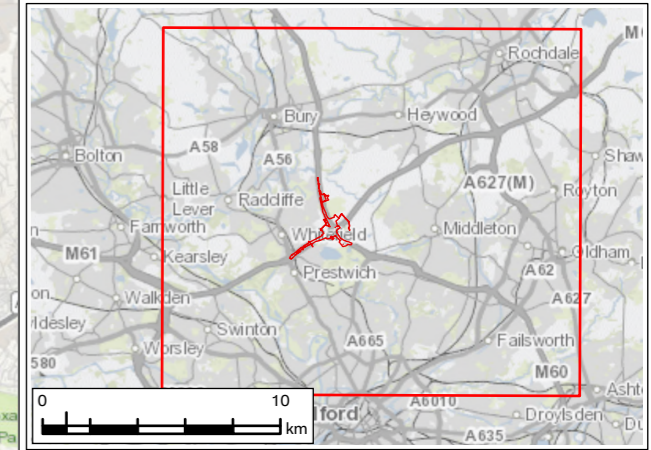 Rochdale
Bury
Heywood
A58
Bolton
A56
Shaw
A627(M)
Little
Lever
Radcliffe
Royton
Farnworth
Whitefield
Middleton
M61
Kearsley
Oldham
A62
Prestwich
Walkden
A627
Swinton
A665
Failsworth
Worsley
580
M60
0
10
km
A6010
Droylsden
A635